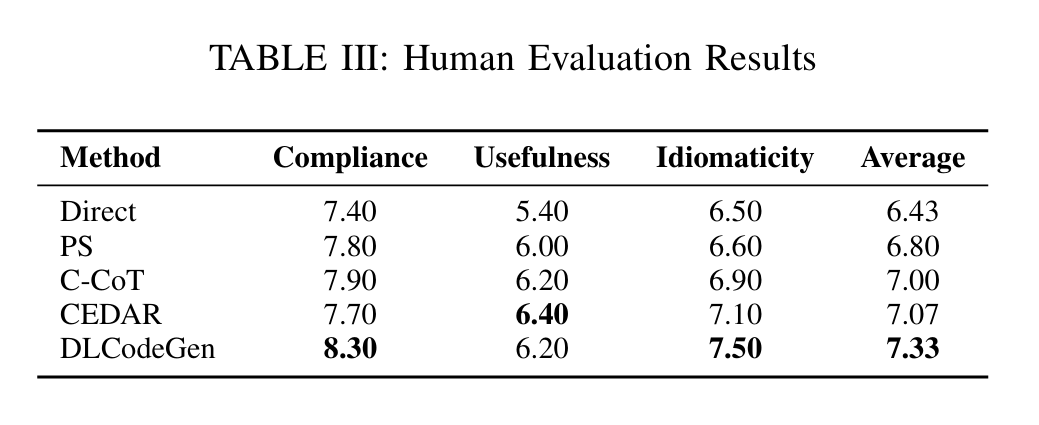 TABLE III: Human Evaluation Results
Method Compliance Usefulness Idiomaticity Average
Direct 7.40 5.40 6.50 6.43
PS 7.80 6.00 6.60 6.80
C-CoT 7.90 6.20 6.90 7.00
CEDAR 7.70 6.40 7.10 7.07
DLCodeGen 8.30 6.20 7.50 7.33